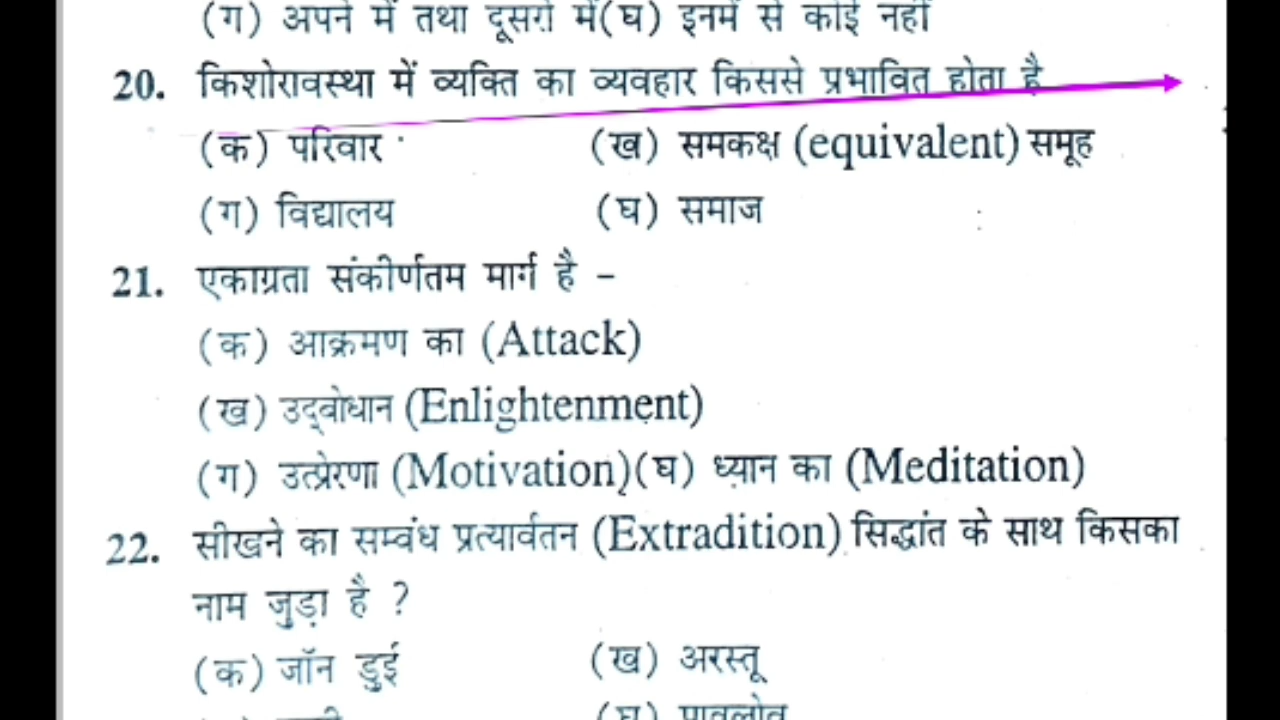 (ग) अपने में तथा दूसरों में(घ) इनमें से कोई नहीं
20. किशोरावस्था में व्यक्ति का व्यवहार किससे प्रभावित होता है
(क) परिवार (ख) समकक्ष (equivalent) समूह
(ग) विद्यालय (घ) समाज
21. एकाग्रता संकीर्णतम मार्ग है –
(क) आक्रमण का (Attack)
(ख) उद्‌बोधान (Enlightenment)
(ग) उत्प्रेरणा (Motivation)(घ) ध्यान का (Meditation)
22. सीखने का सम्वंध प्रत्यार्वतन (Extradition) सिद्धांत के साथ किसका
नाम जुड़ा है ?
(क) जॉन डुई (ख) अरस्तू
(घ) पावलोव